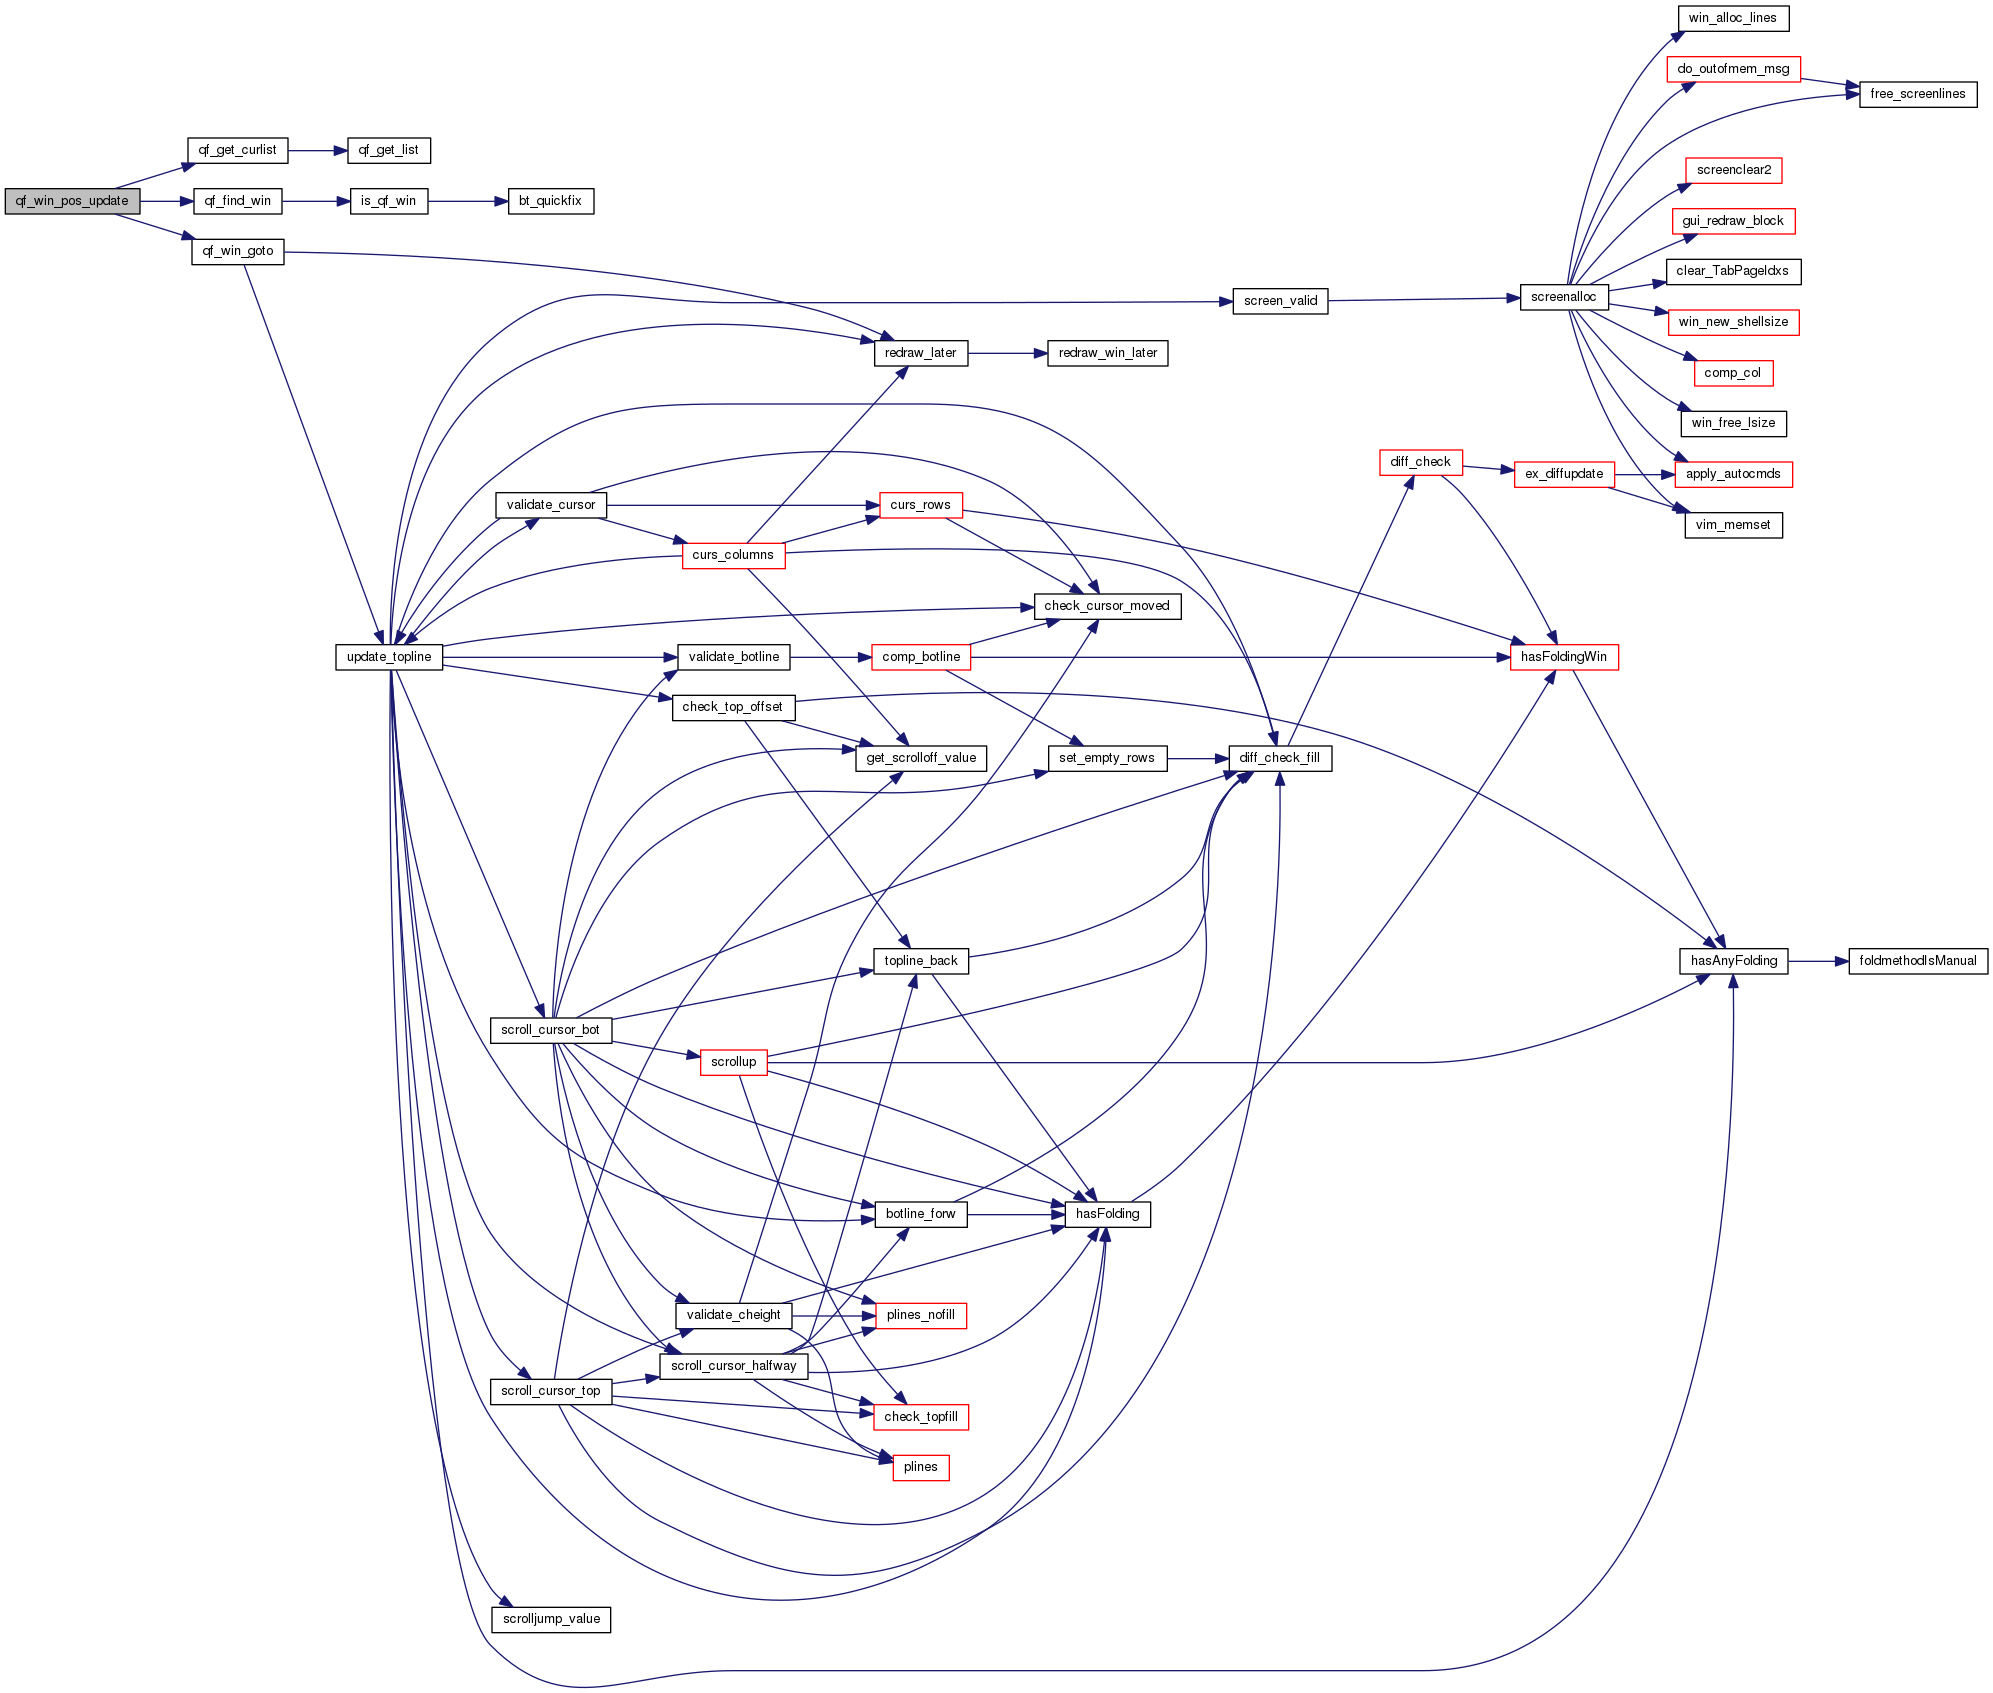 win_alloc_lines
do_outofmem_msg
free_screenlines
qf_get_curlist
qf_get_list
screenclear2
qf_win_pos_update
qf_find_win
is_qf_win
bt_quickfix
gui_redraw_block
qf_win_goto
clear_TabPageIdxs
screen_valid
screenalloc
win_new_shellsize
redraw_later
redraw_win_later
comp_col
win_free_lsize
diff_check
ex_diffupdate
apply_autocmds
validate_cursor
curs_rows
vim_memset
curs_columns
check_cursor_moved
update_topline
validate_botline
comp_botline
hasFoldingWin
check_top_offset
get_scrolloff_value
set_empty_rows
diff_check_fill
topline_back
hasAnyFolding
foldmethodIsManual
scroll_cursor_bot
scrollup
botline_forw
hasFolding
validate_cheight
plines_nofill
scroll_cursor_halfway
scroll_cursor_top
check_topfill
plines
scrolljump_value